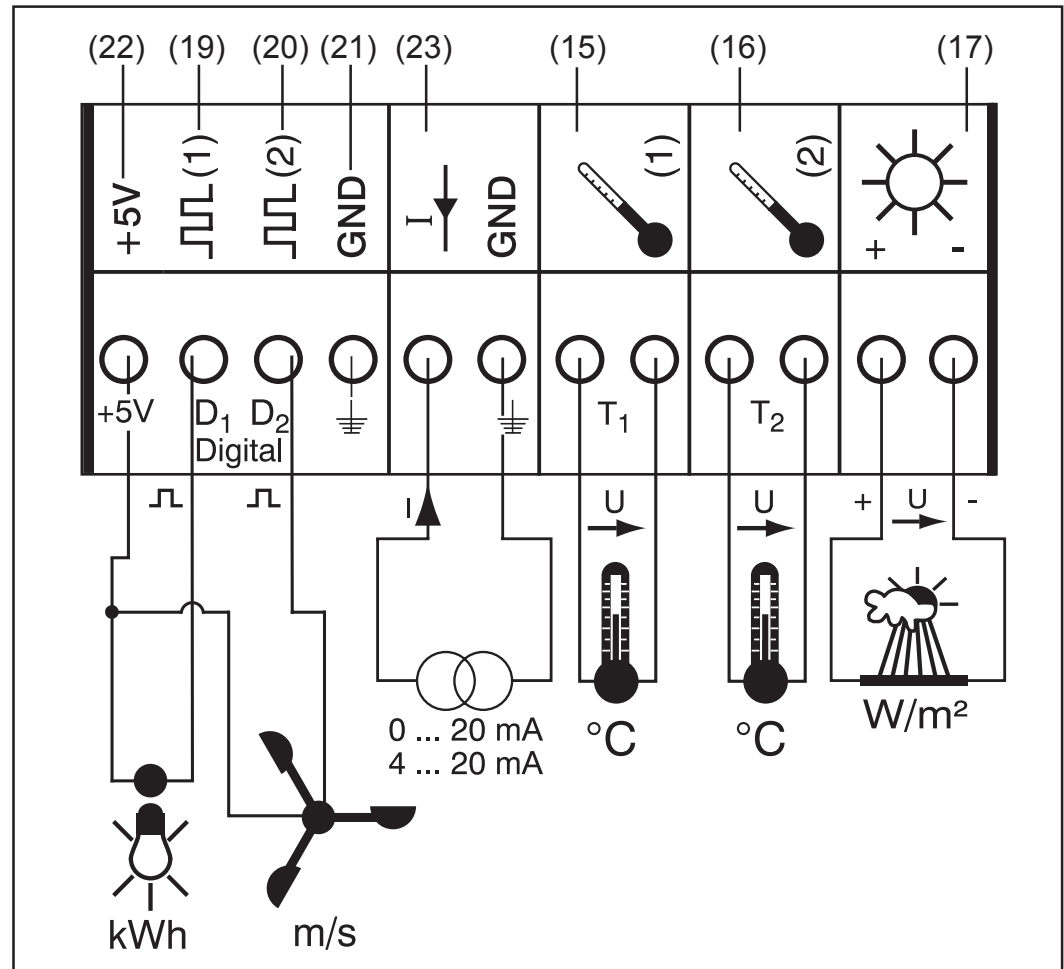 (22) (19) (20) (21) (23) (15) (16) (17)
+5V (1) (2) GND I GND (1) (2) + -
+5V D₁ D₂ T₁ T₂
Digital
I U U + U -
0 ... 20 mA °C °C W/m²
4 ... 20 mA
kWh m/s